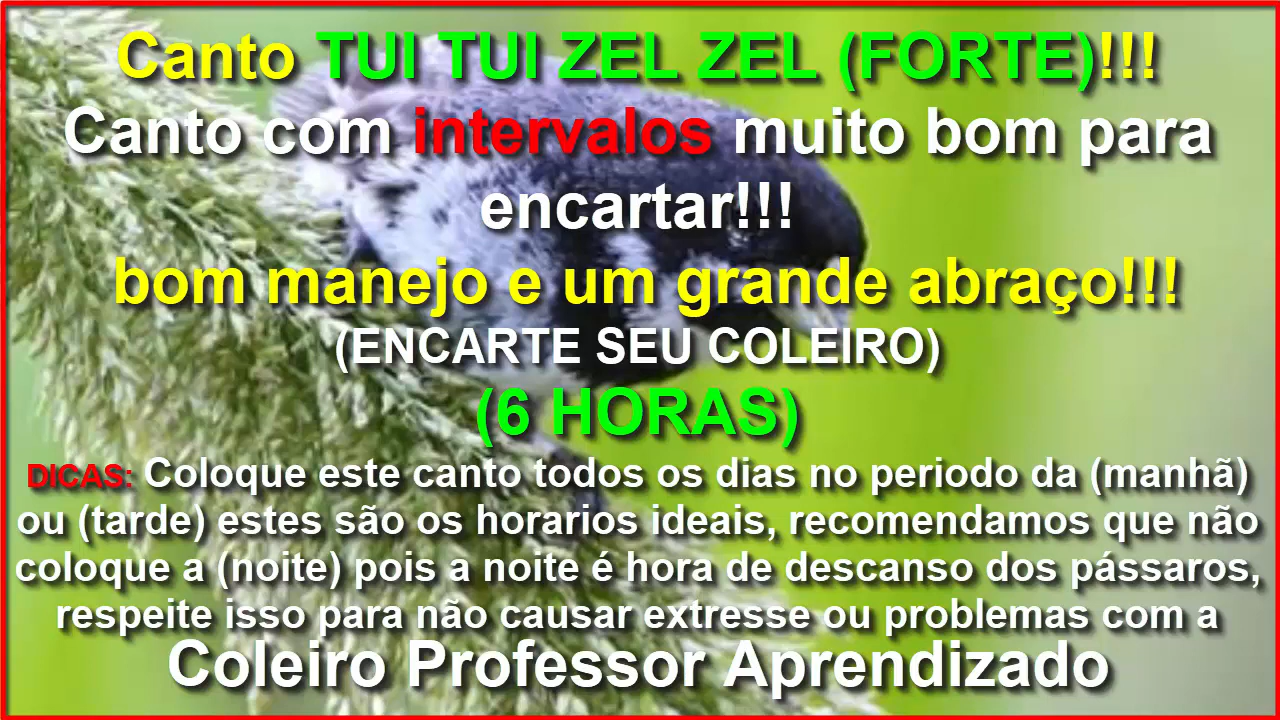 Canto TUI TUI ZEL ZEL (FORTE)!!!
Canto com intervalos muito bom para
encartar!!!
bom manejo e um grande abraço!!!
(ENCARTE SEU COLEIRO)
(6 HORAS)
DICAS: Coloque este canto todos os dias no periodo da (manhã)
ou (tarde) estes são os horarios ideais, recomendamos que não
coloque a (noite) pois a noite é hora de descanso dos pássaros,
respeite isso para não causar extresse ou problemas com a
Coleiro Professor Aprendizado